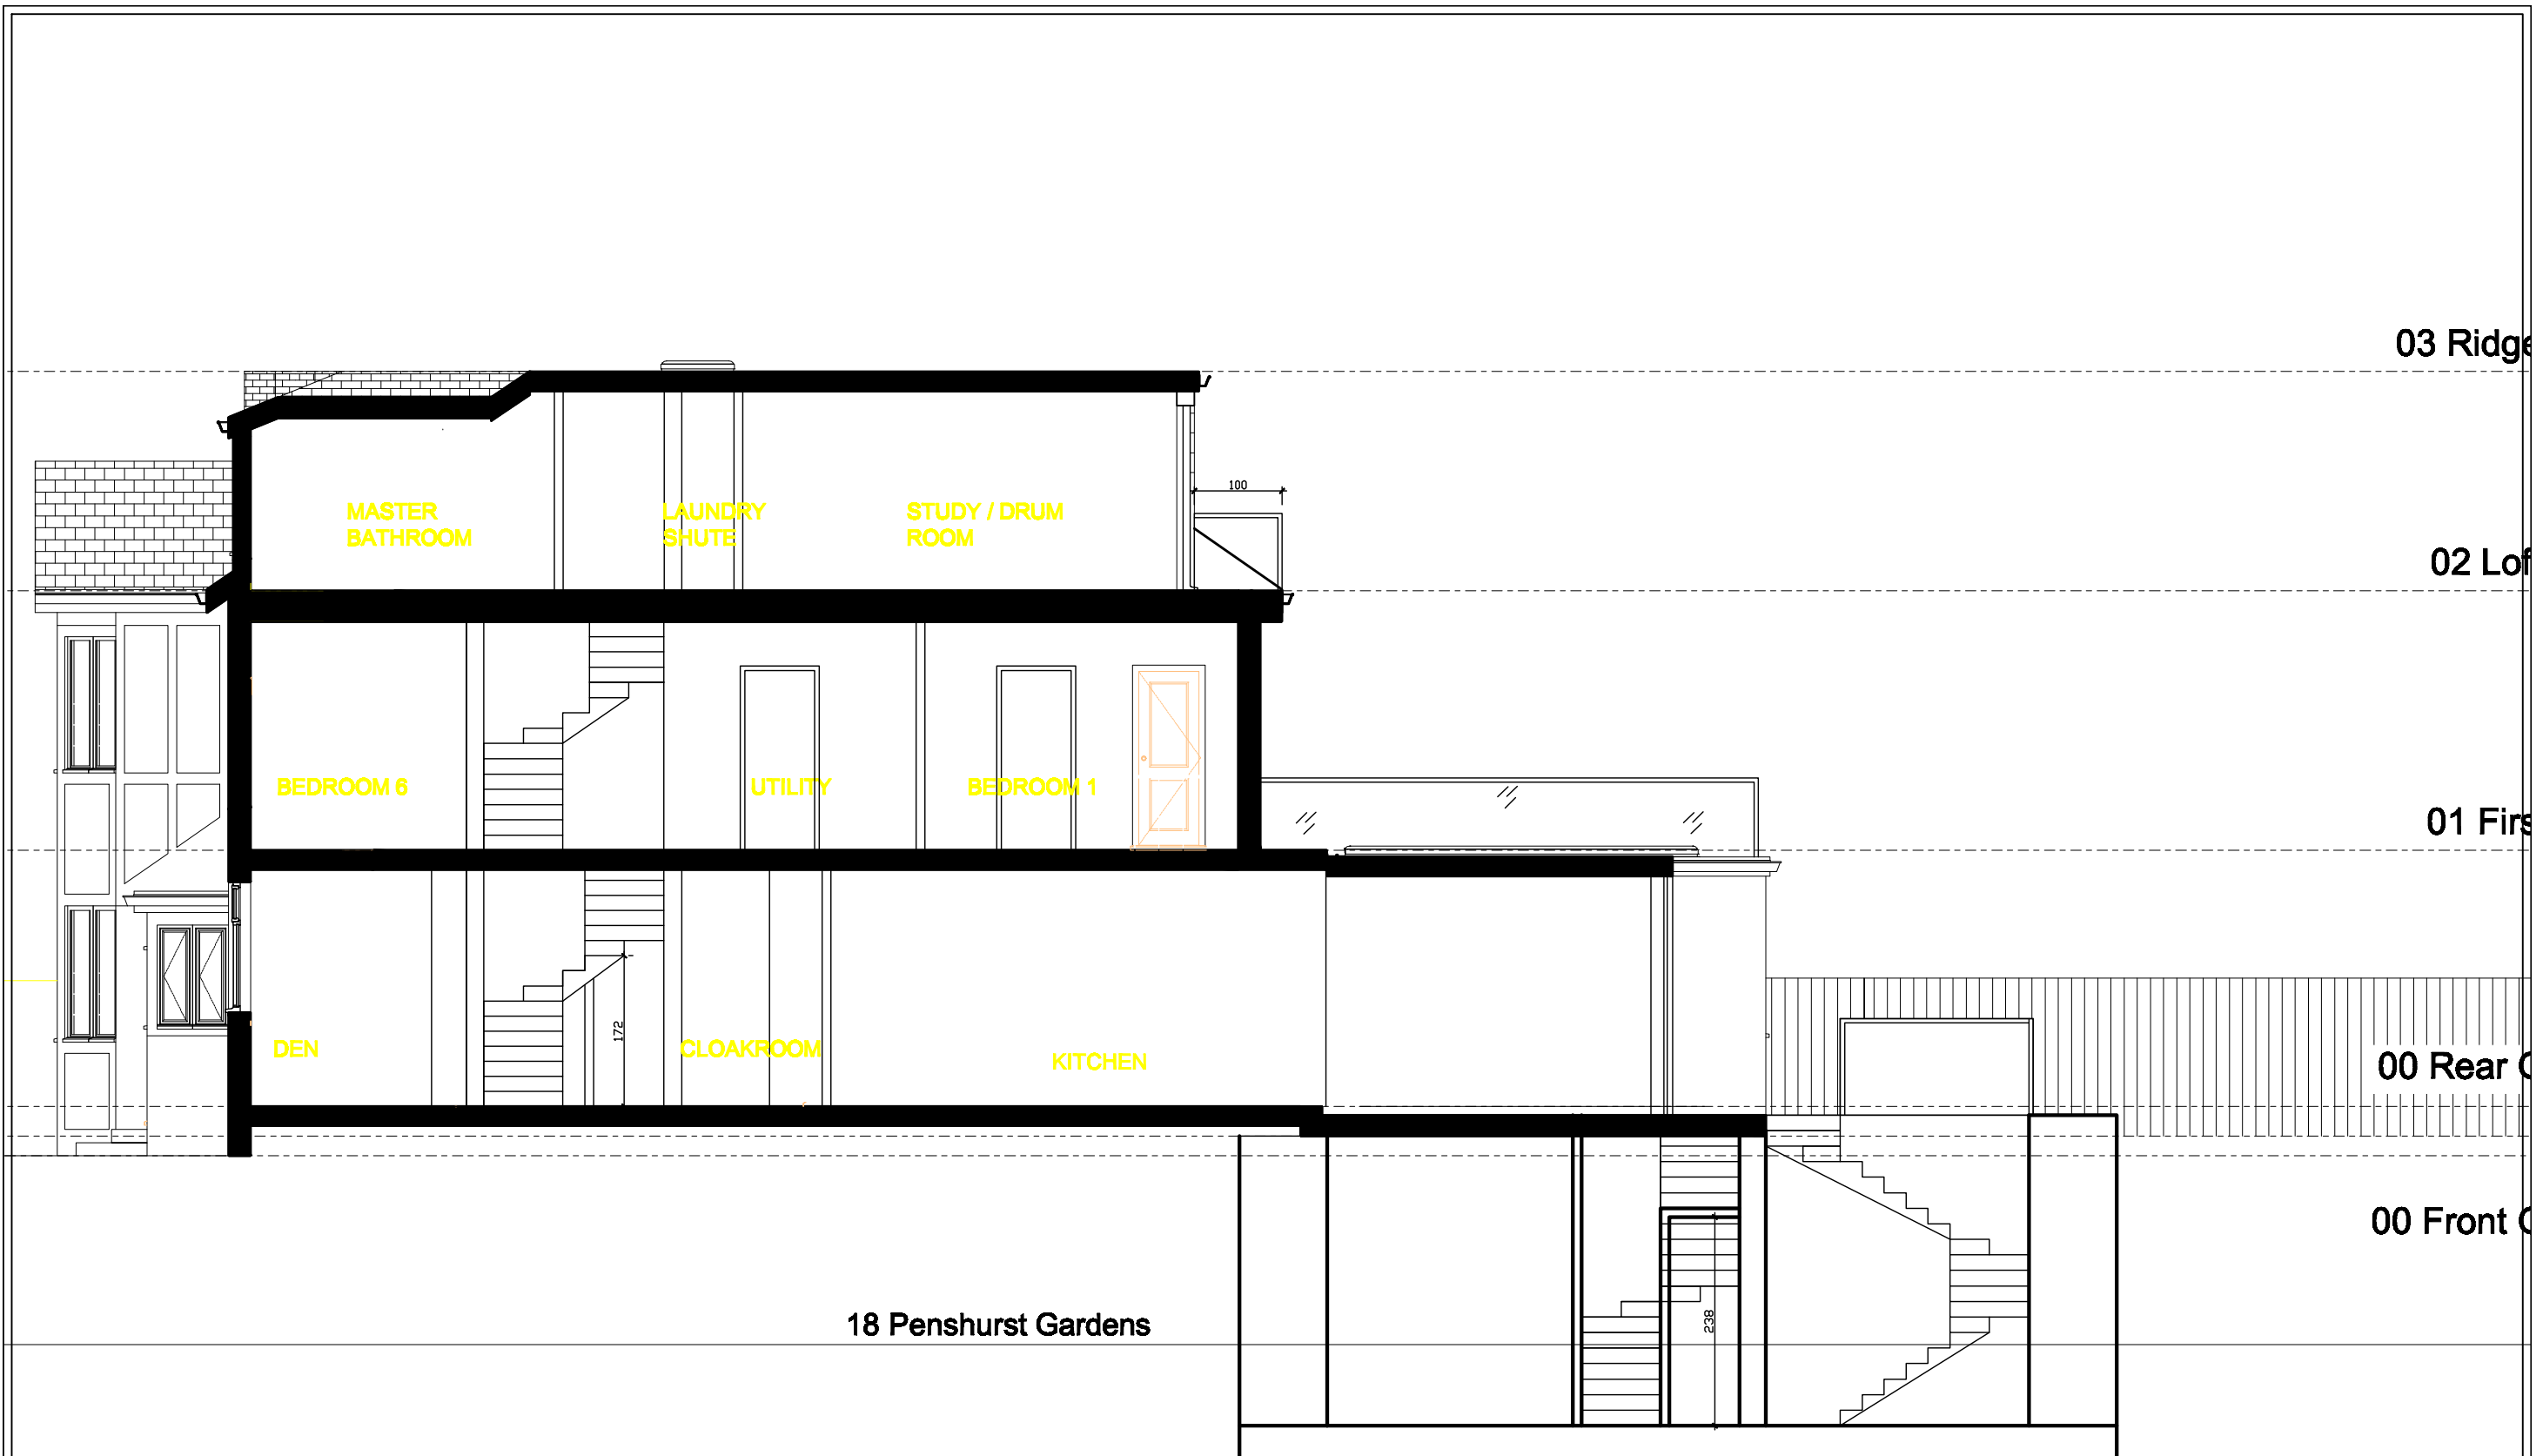 03 Ridge
MASTER
BATHROOM
LAUNDRY
SHUTE
STUDY / DRUM
ROOM
100
02 Lof
BEDROOM 6
UTILITY
BEDROOM 1
01 Firs
DEN
172
CLOAKROOM
KITCHEN
00 Rear
00 Front
18 Penshurst Gardens
238